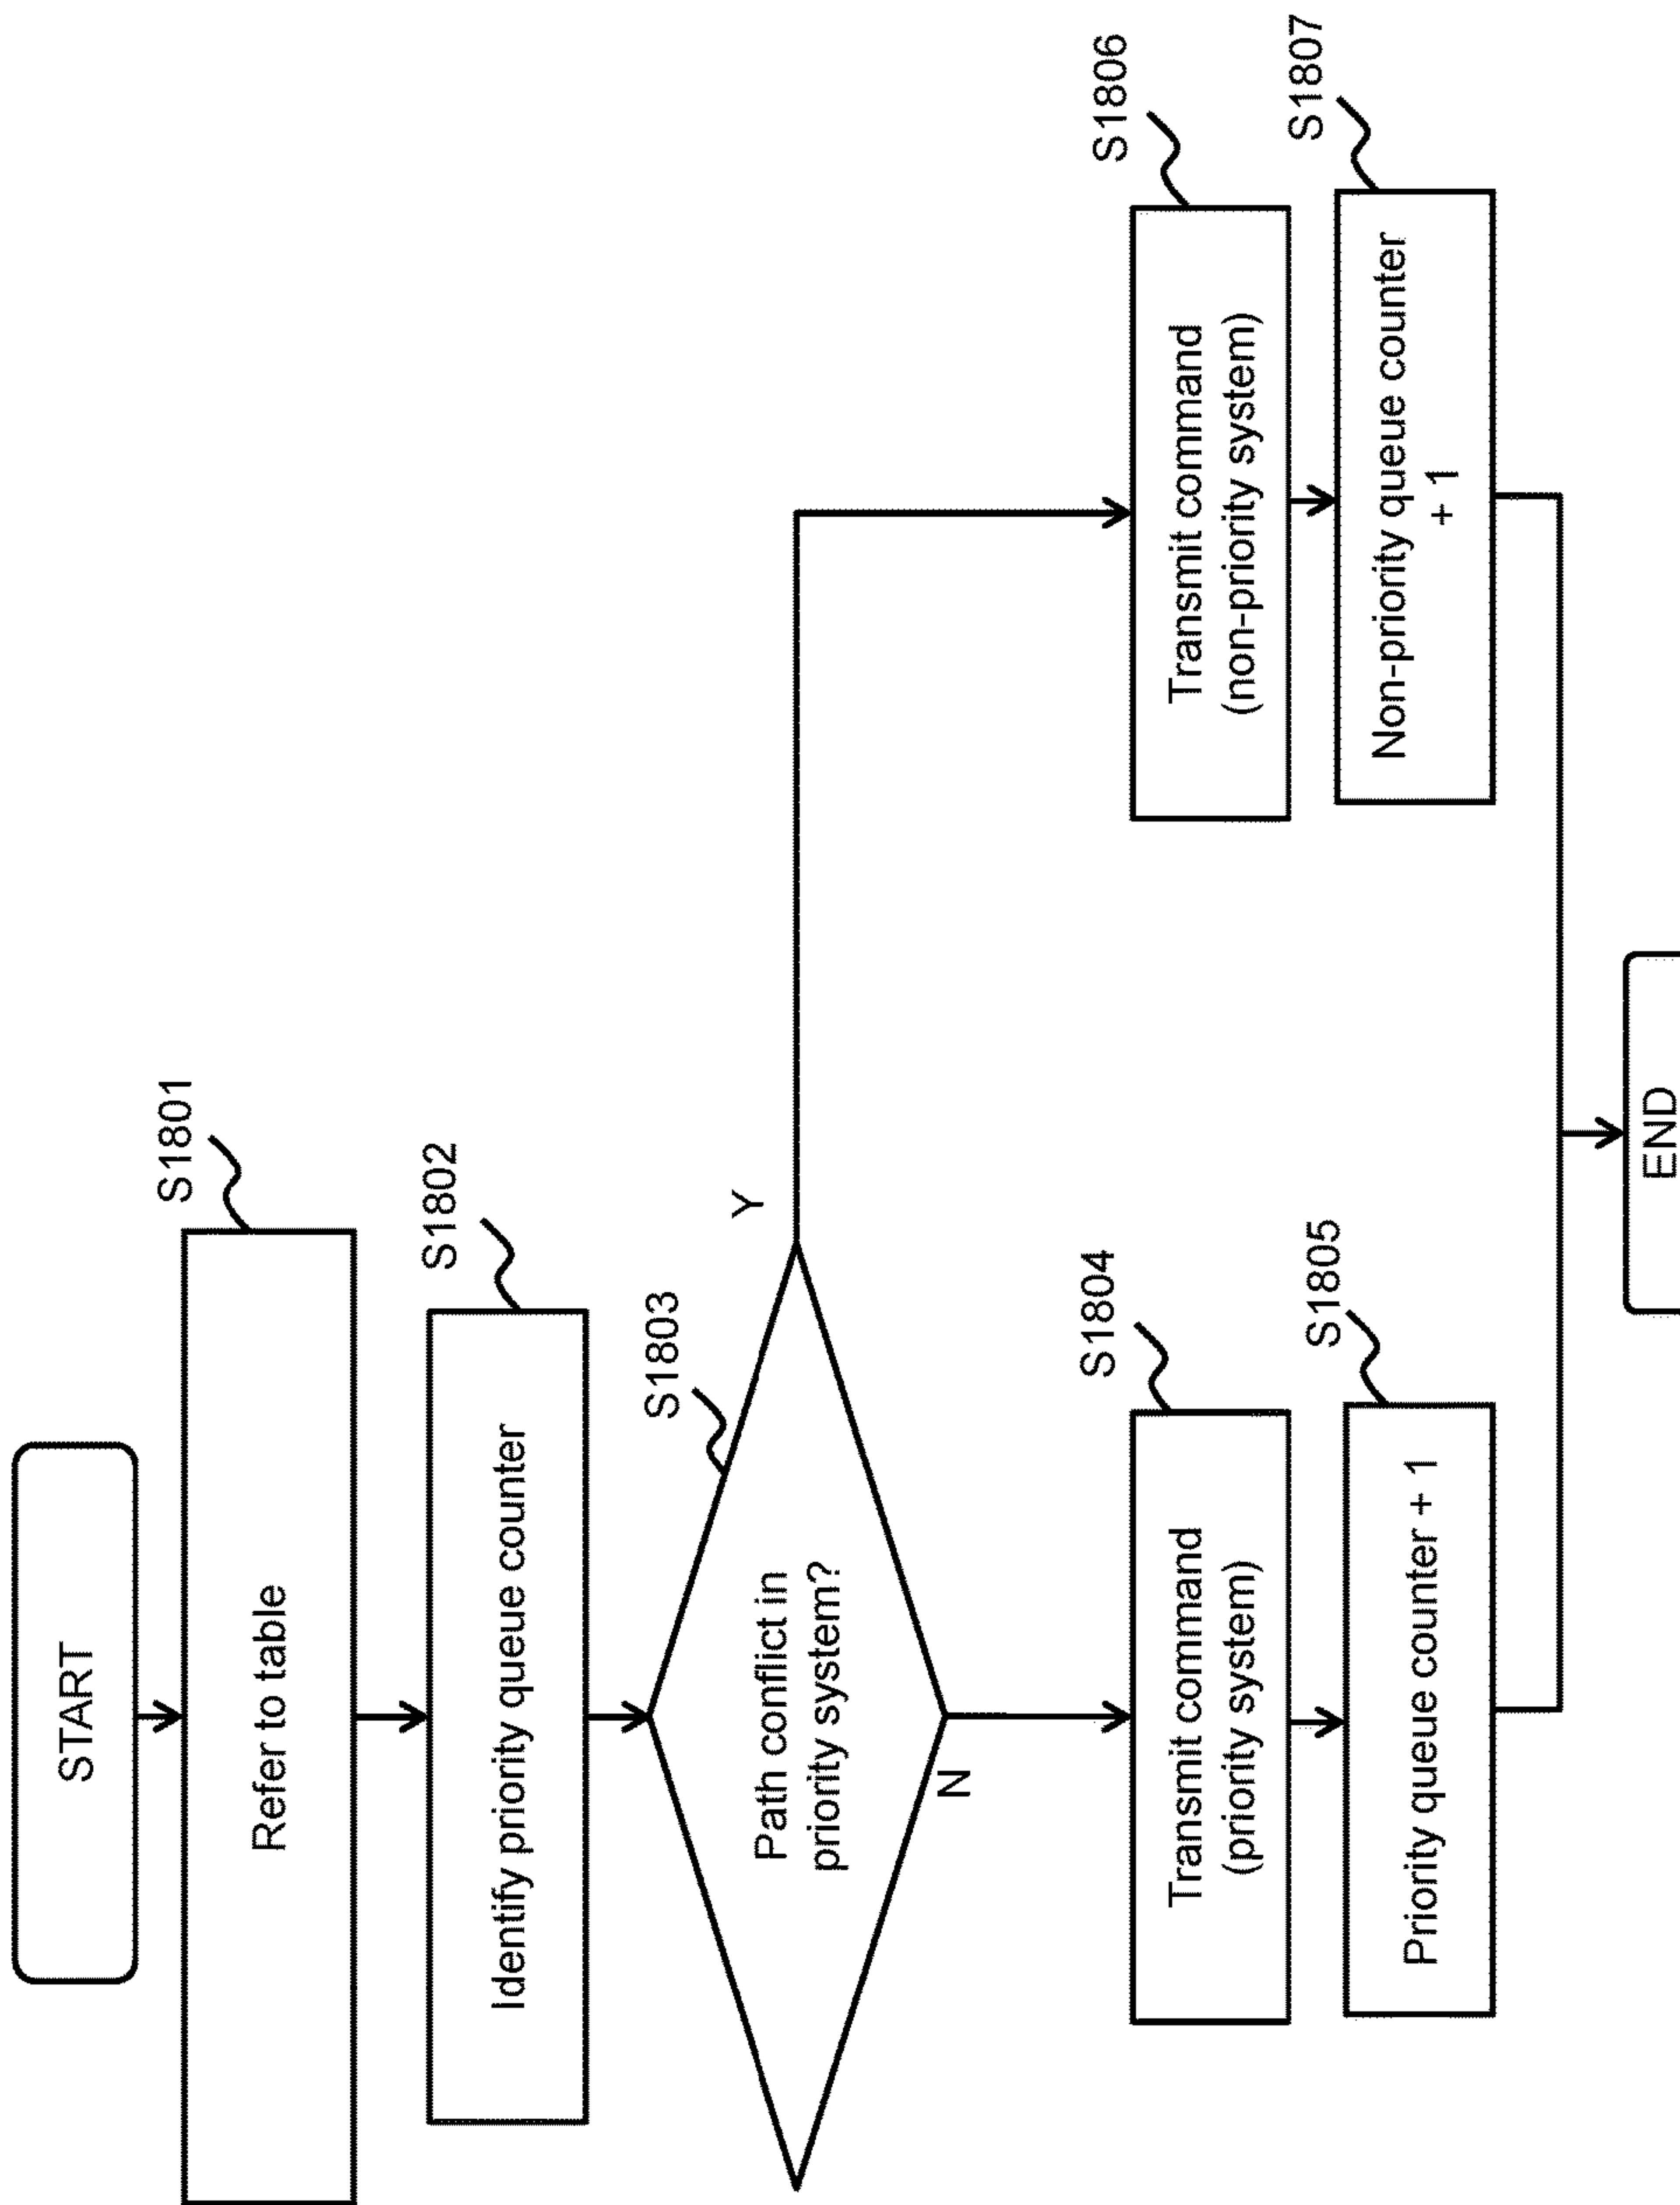 START
S1801
Refer to table
S1802
Identify priority queue counter
S1803
Path conflict in
priority system?
Y
N
S1804
Transmit command
(priority system)
S1805
Priority queue counter + 1
S1806
Transmit command
(non-priority system)
S1807
Non-priority queue counter
+ 1
END